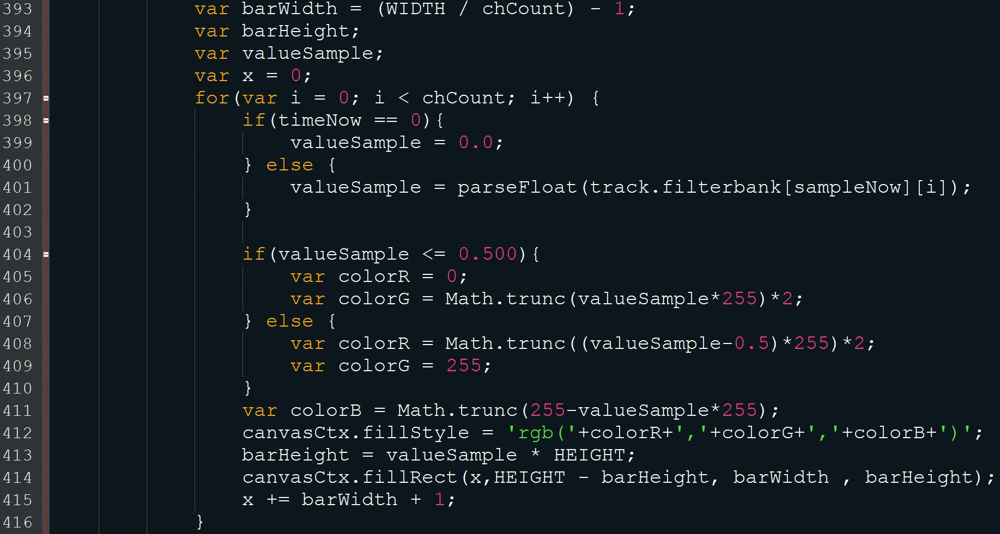 393 var barWidth = (WIDTH / chCount) - 1;
394 var barHeight;
395 var valueSample;
396 var x = 0;
397 for(var i = 0; i < chCount; i++) {
398 if(timeNow == 0){
399 valueSample = 0.0;
400 } else {
401 valueSample = parseFloat(track.filterbank[sampleNow][i]);
402 }
403
404 if(valueSample <= 0.500){
405 var colorR = 0;
406 var colorG = Math.trunc(valueSample*255)*2;
407 } else {
408 var colorR = Math.trunc((valueSample-0.5)*255)*2;
409 var colorG = 255;
410 }
411 var colorB = Math.trunc(255-valueSample*255);
412 canvasCtx.fillStyle = 'rgb('+colorR+','+colorG+','+colorB+')';
413 barHeight = valueSample * HEIGHT;
414 canvasCtx.fillRect(x,HEIGHT - barHeight, barWidth , barHeight);
415 x += barWidth + 1;
416 }